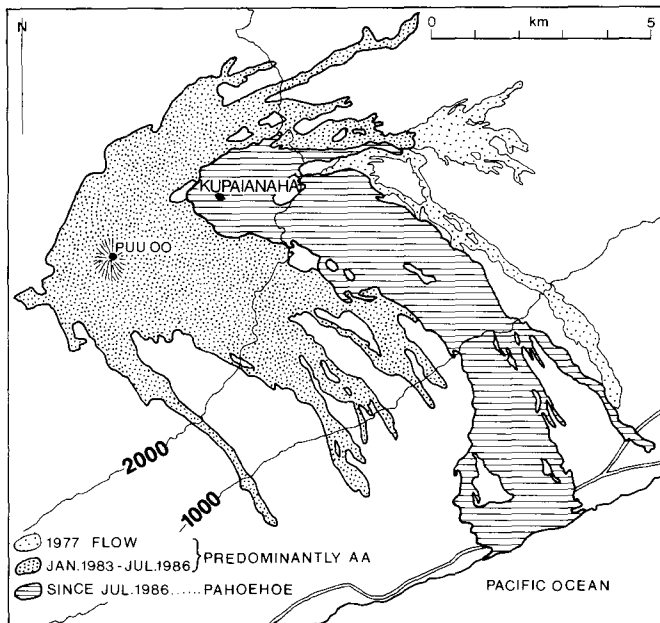 N
0 km 5
KUPAIANAHA
PUU OO
2000
1000
1977 FLOW
JAN.1983-JUL.1986
PREDOMINANTLY AA
SINCE JUL.1986......PAHOEHOE
PACIFIC OCEAN